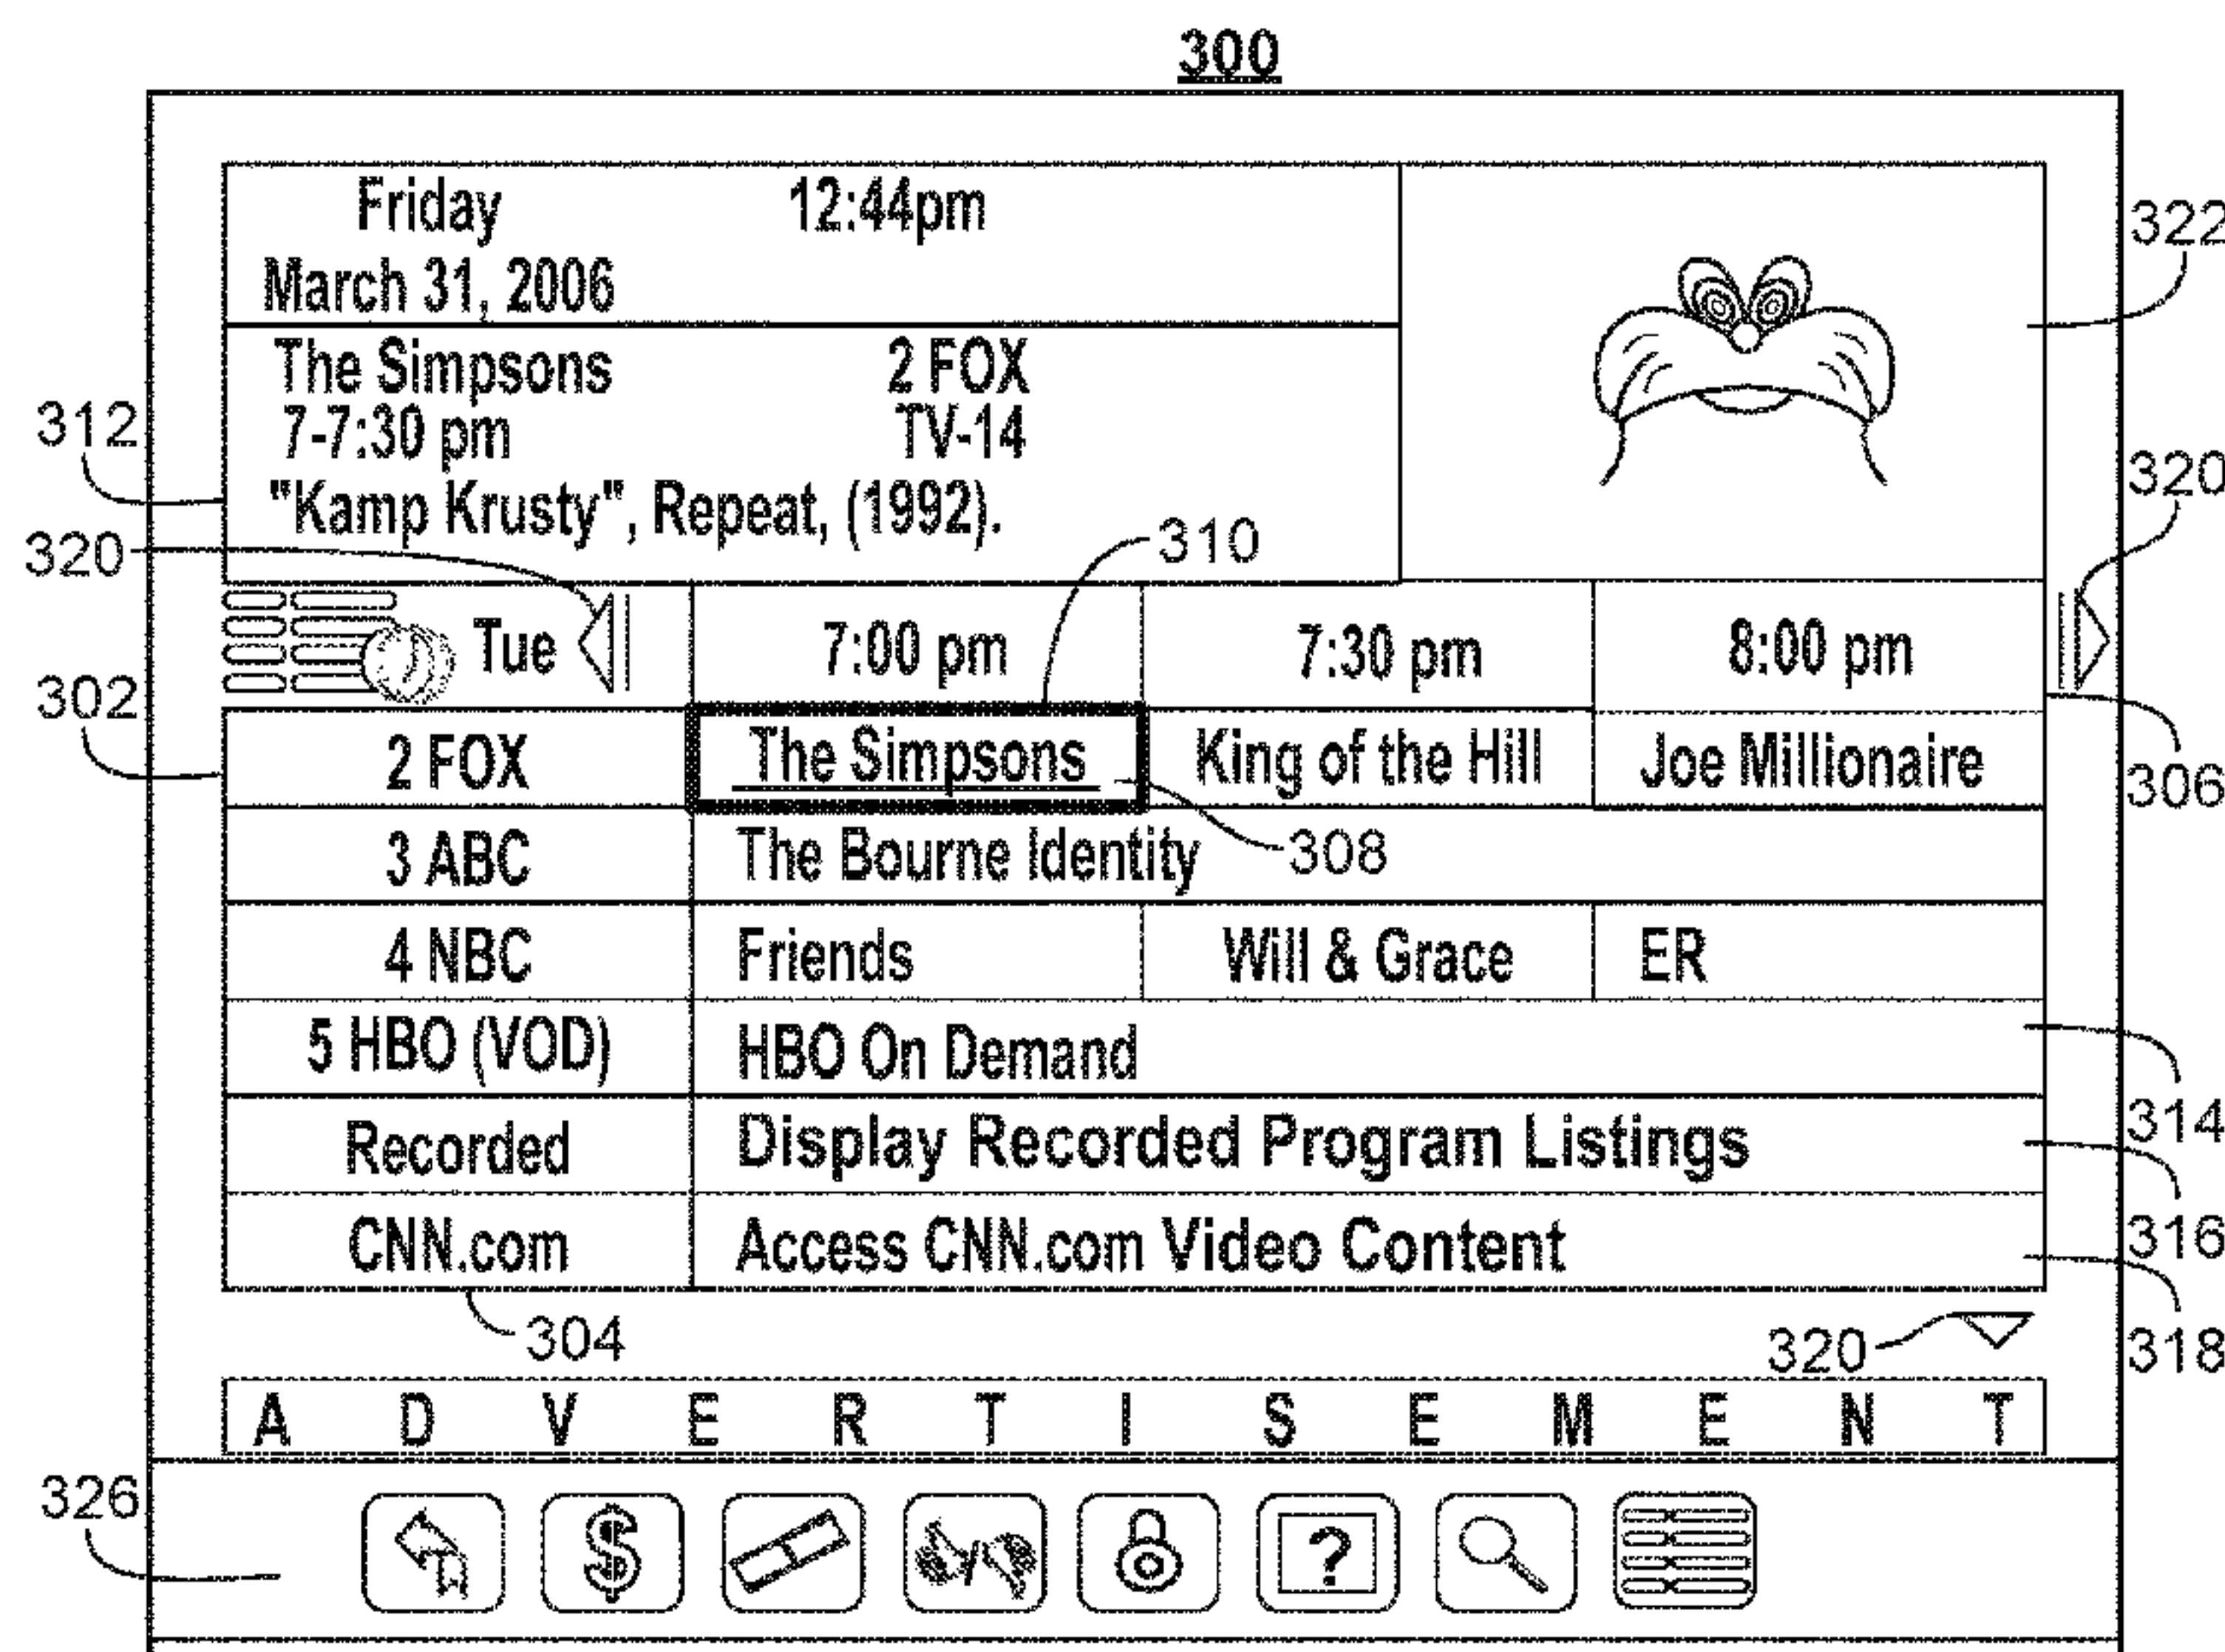 300
Friday 12:44pm
March 31, 2006
322
The Simpsons 2 FOX
312 7-7:30 pm TV-14
320
"Kamp Krusty", Repeat, (1992).
320 310
Tue 7:00 pm 7:30 pm 8:00 pm
302
2 FOX The Simpsons King of the Hill Joe Millionaire
306
3 ABC The Bourne Identity 308
4 NBC Friends Will & Grace ER
5 HBO (VOD) HBO On Demand
314
Recorded Display Recorded Program Listings
316
CNN.com Access CNN.com Video Content
304 320 318
A D V E R T I S E M E N T
326
$ / ?